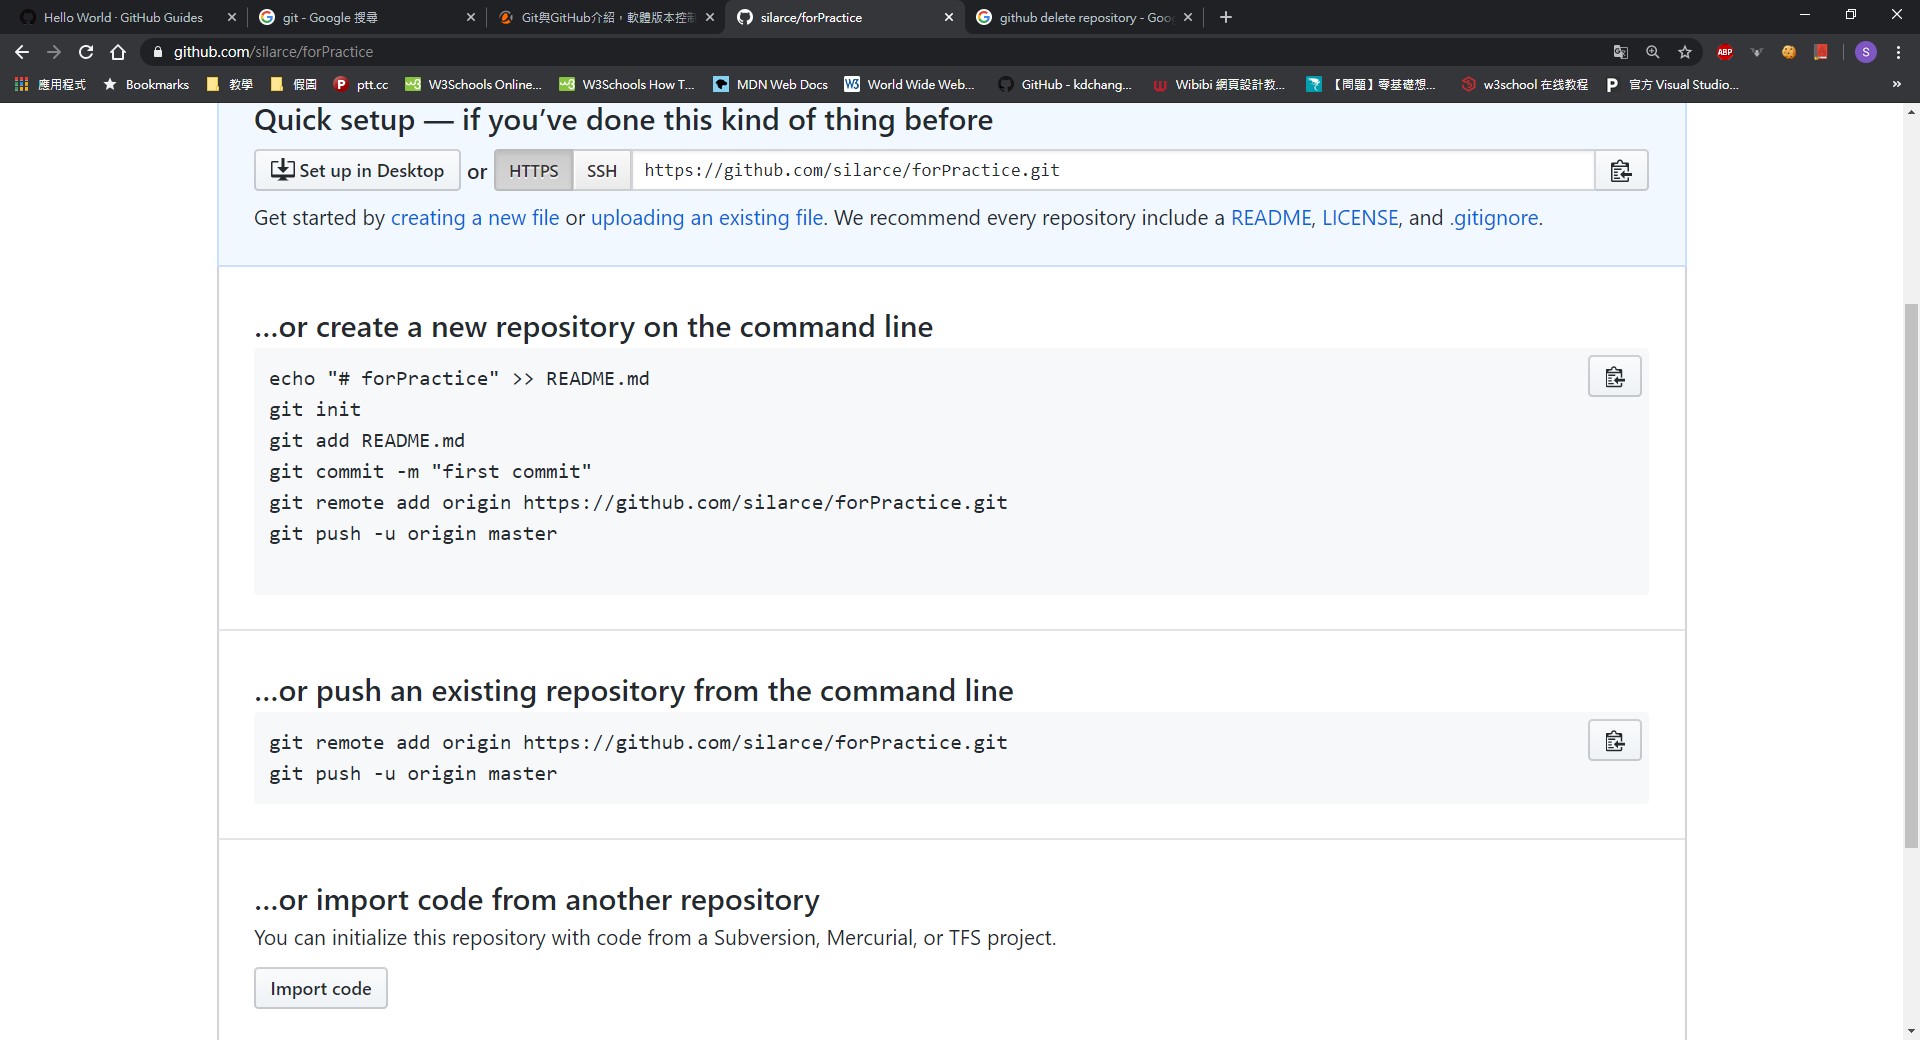 Hello World · GitHub Guides
git - Google 搜尋
Git與GitHub介紹，軟體版本控制
silarce/forPractice
github delete repository - Goo
github.com/silarce/forPractice
ABP
S
應用程式
Bookmarks
教學
假圖
ptt.cc
W3Schools Online...
W3Schools How T...
MDN Web Docs
World Wide Web...
GitHub - kdchang...
Wibibi 網頁設計教...
【問題】零基礎想...
w3school 在线教程
官方 Visual Studio...
»
Quick setup — if you’ve done this kind of thing before
Set up in Desktop or HTTPS SSH https://github.com/silarce/forPractice.git
Get started by creating a new file or uploading an existing file. We recommend every repository include a README, LICENSE, and .gitignore.
…or create a new repository on the command line
echo "# forPractice" >> README.md
git init
git add README.md
git commit -m "first commit"
git remote add origin https://github.com/silarce/forPractice.git
git push -u origin master
…or push an existing repository from the command line
git remote add origin https://github.com/silarce/forPractice.git
git push -u origin master
…or import code from another repository
You can initialize this repository with code from a Subversion, Mercurial, or TFS project.
Import code